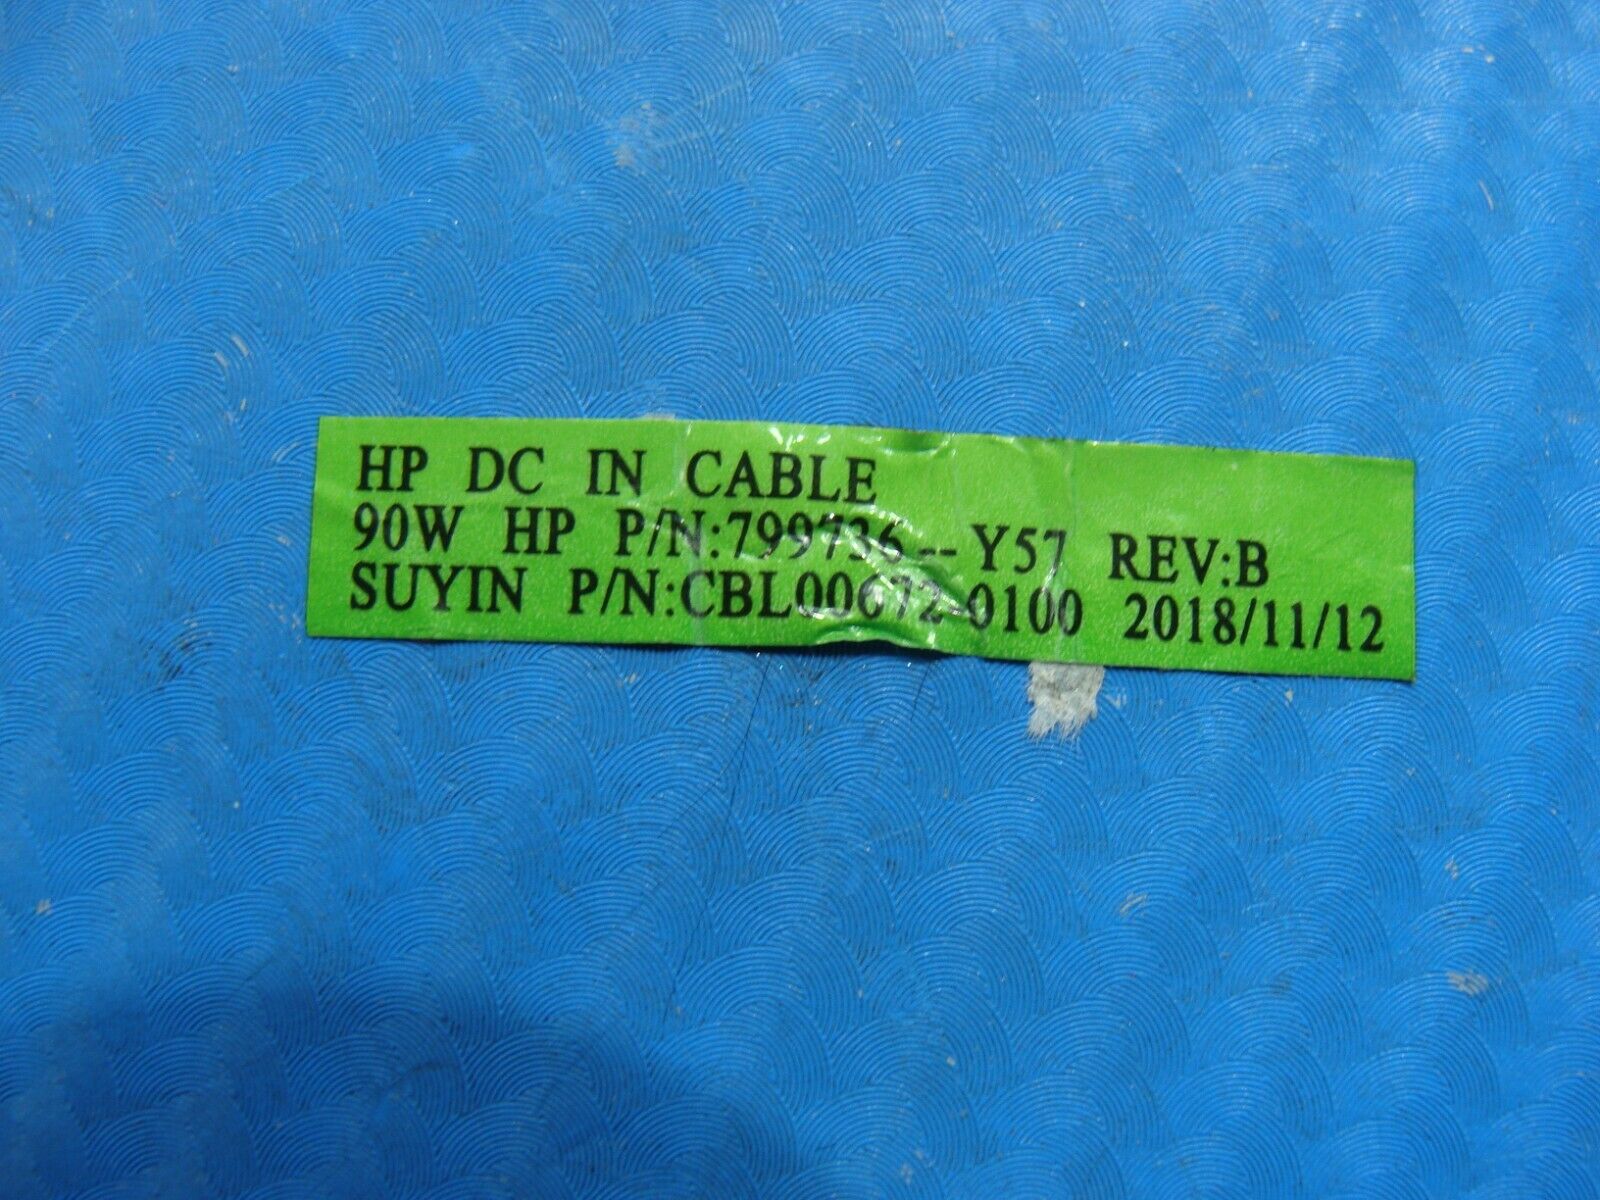 HP DC IN CABLE
90W HP P/N:799736--Y57 REV:B
SUYIN P/N:CBL00672-0100 2018/11/12